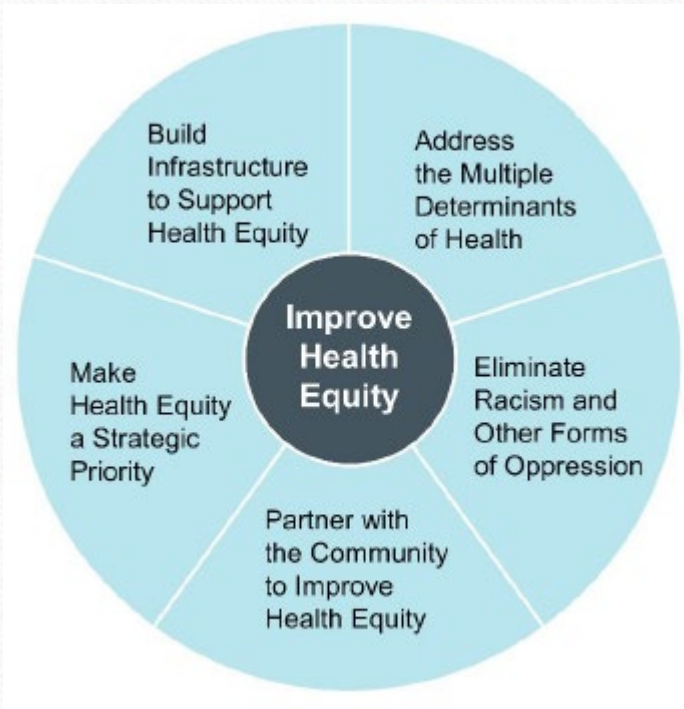 Build
Infrastructure
to Support
Health Equity
Address
the Multiple
Determinants
of Health
Improve
Health
Equity
Make
Health Equity
a Strategic
Priority
Eliminate
Racism and
Other Forms
of Oppression
Partner with
the Community
to Improve
Health Equity